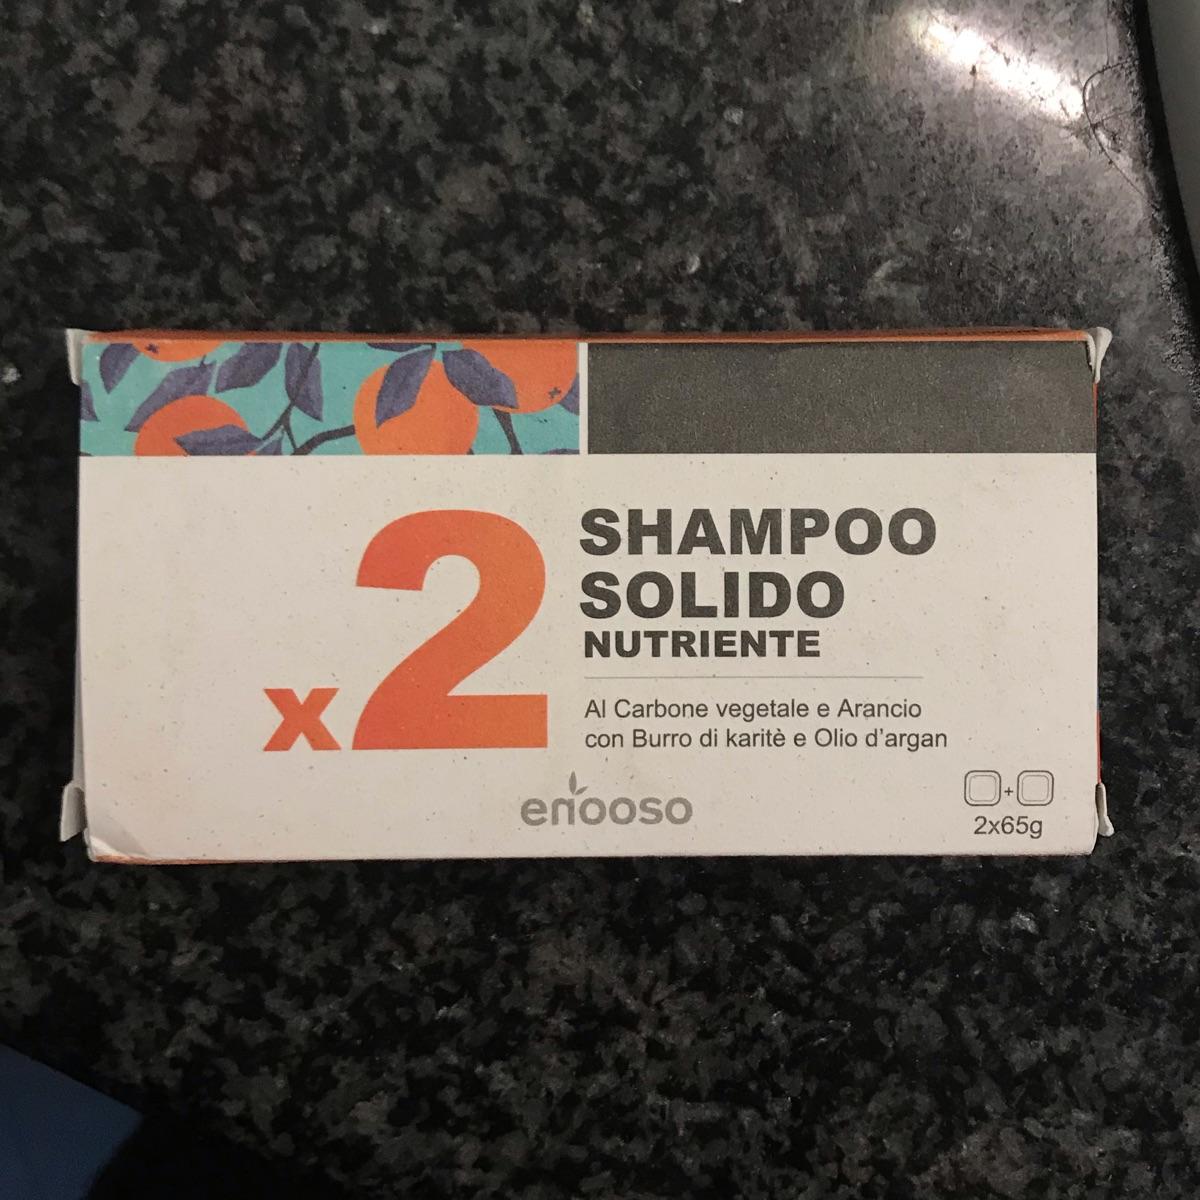 x2
SHAMPOO
SOLIDO
NUTRIENTE
Al Carbone vegetale e Arancio
con Burro di karitè e Olio d'argan
enooso
+
2x65g